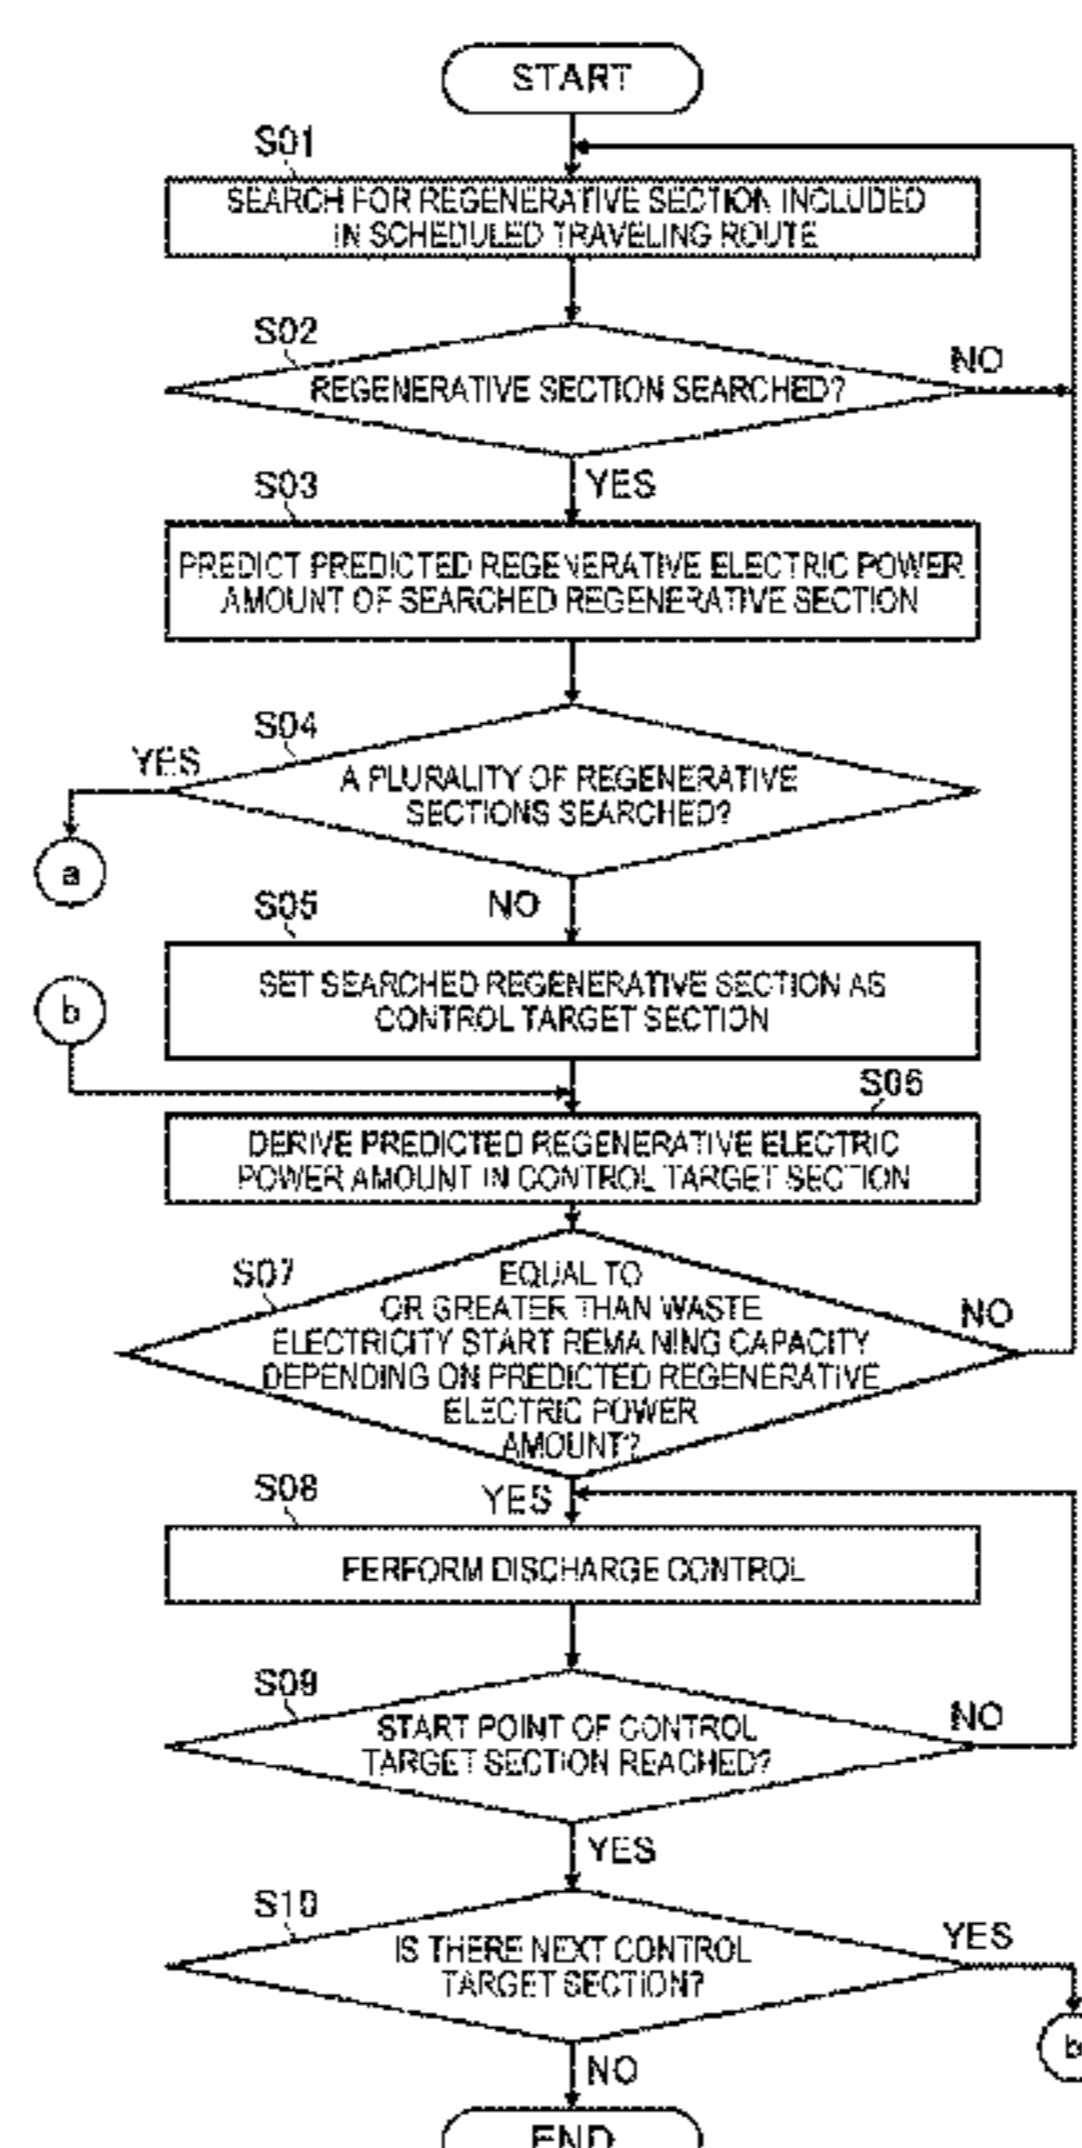 START
S01
SEARCH FOR REGENERATIVE SECTION INCLUDED
IN SCHEDULED TRAVELING ROUTE
S02
NO
REGENERATIVE SECTION SEARCHED?
YES
S03
PREDICT PREDICTED REGENERATIVE ELECTRIC POWER
AMOUNT OF SEARCHED REGENERATIVE SECTION
S04
YES
A PLURALITY OF REGENERATIVE
SECTIONS SEARCHED?
a
NO
S05
SET SEARCHED REGENERATIVE SECTION AS
CONTROL TARGET SECTION
b
S06
DERIVE PREDICTED REGENERATIVE ELECTRIC
POWER AMOUNT IN CONTROL TARGET SECTION
S07
EQUAL TO
OR GREATER THAN WASTE
ELECTRICITY START REMAINING CAPACITY
DEPENDING ON PREDICTED REGENERATIVE
ELECTRIC POWER
AMOUNT?
NO
YES
S08
PERFORM DISCHARGE CONTROL
S09
START POINT OF CONTROL
TARGET SECTION REACHED?
NO
YES
S10
IS THERE NEXT CONTROL
TARGET SECTION?
YES
b
NO
END